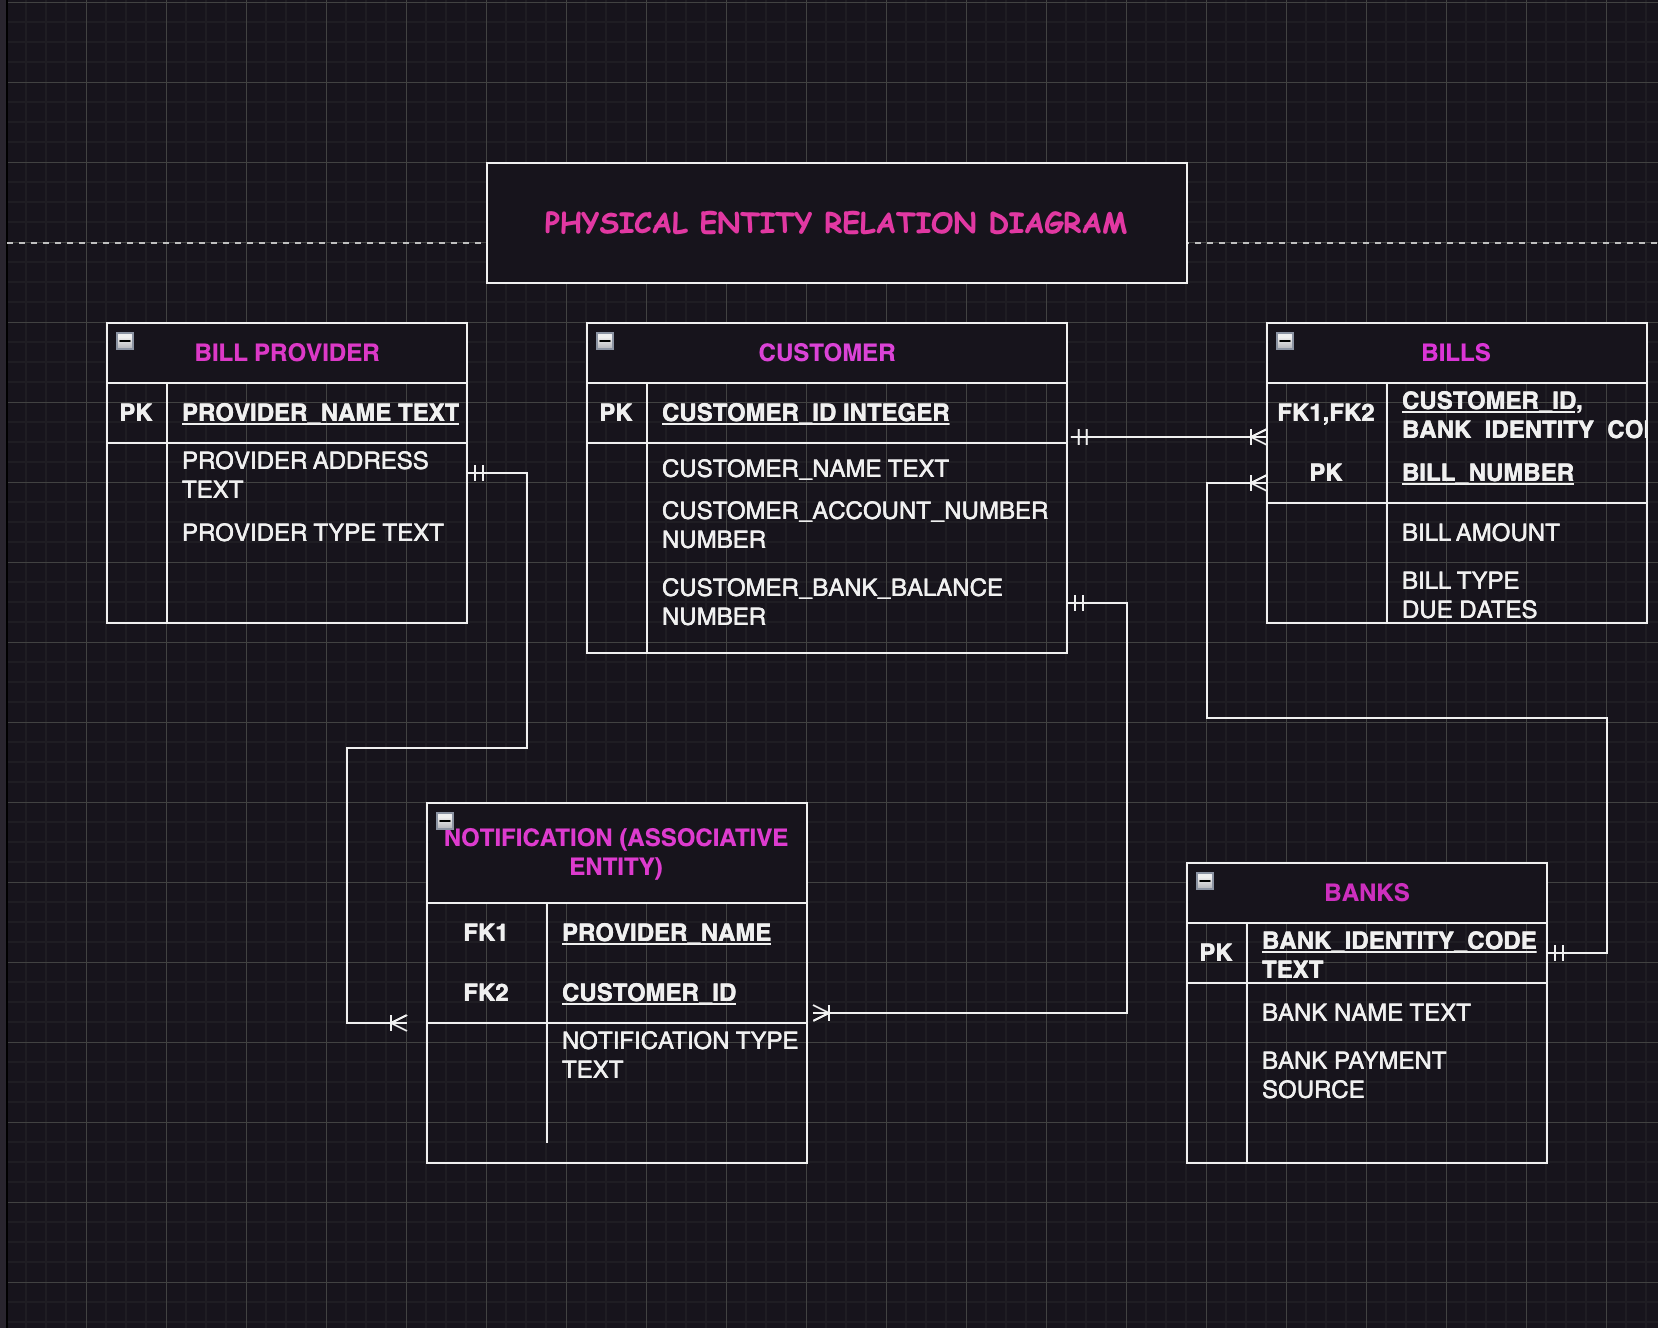 PHYSICAL ENTITY RELATION DIAGRAM
BILL PROVIDER
PK PROVIDER_NAME TEXT
PROVIDER ADDRESS
TEXT
PROVIDER TYPE TEXT
CUSTOMER
PK CUSTOMER_ID INTEGER
CUSTOMER_NAME TEXT
CUSTOMER_ACCOUNT_NUMBER
NUMBER
CUSTOMER_BANK_BALANCE
NUMBER
BILLS
FK1,FK2 CUSTOMER_ID,
BANK_IDENTITY
PK BILL_NUMBER
BILL AMOUNT
BILL TYPE
DUE DATES
NOTIFICATION (ASSOCIATIVE
ENTITY)
FK1 PROVIDER_NAME
FK2 CUSTOMER_ID
NOTIFICATION TYPE
TEXT
BANKS
PK BANK_IDENTITY_CODE
TEXT
BANK NAME TEXT
BANK PAYMENT
SOURCE